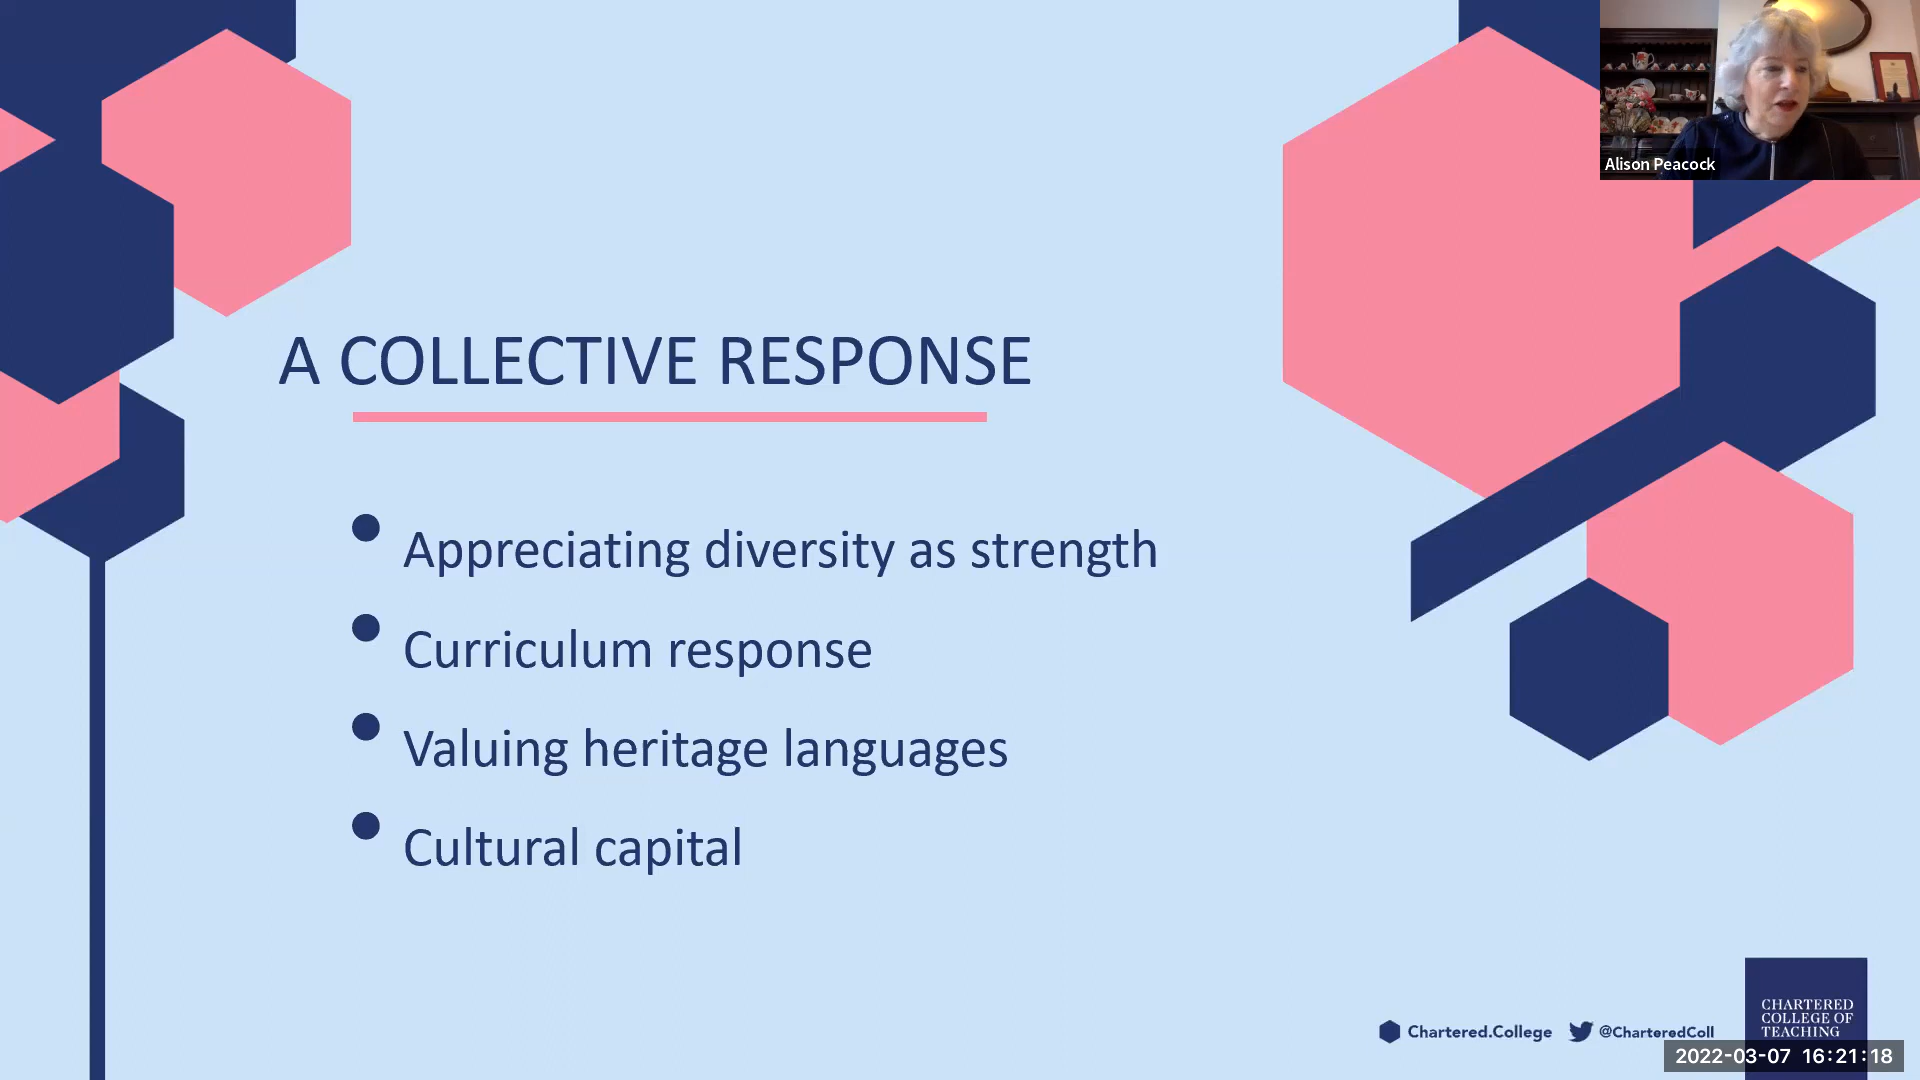 Alison Peacock
A COLLECTIVE RESPONSE
Appreciating diversity as strength
Curriculum response
Valuing heritage languages
Cultural capital
Chartered.College @CharteredColl
CHARTERED
COLLEGE OF
TEACHING
2022-03-07 16:21:18